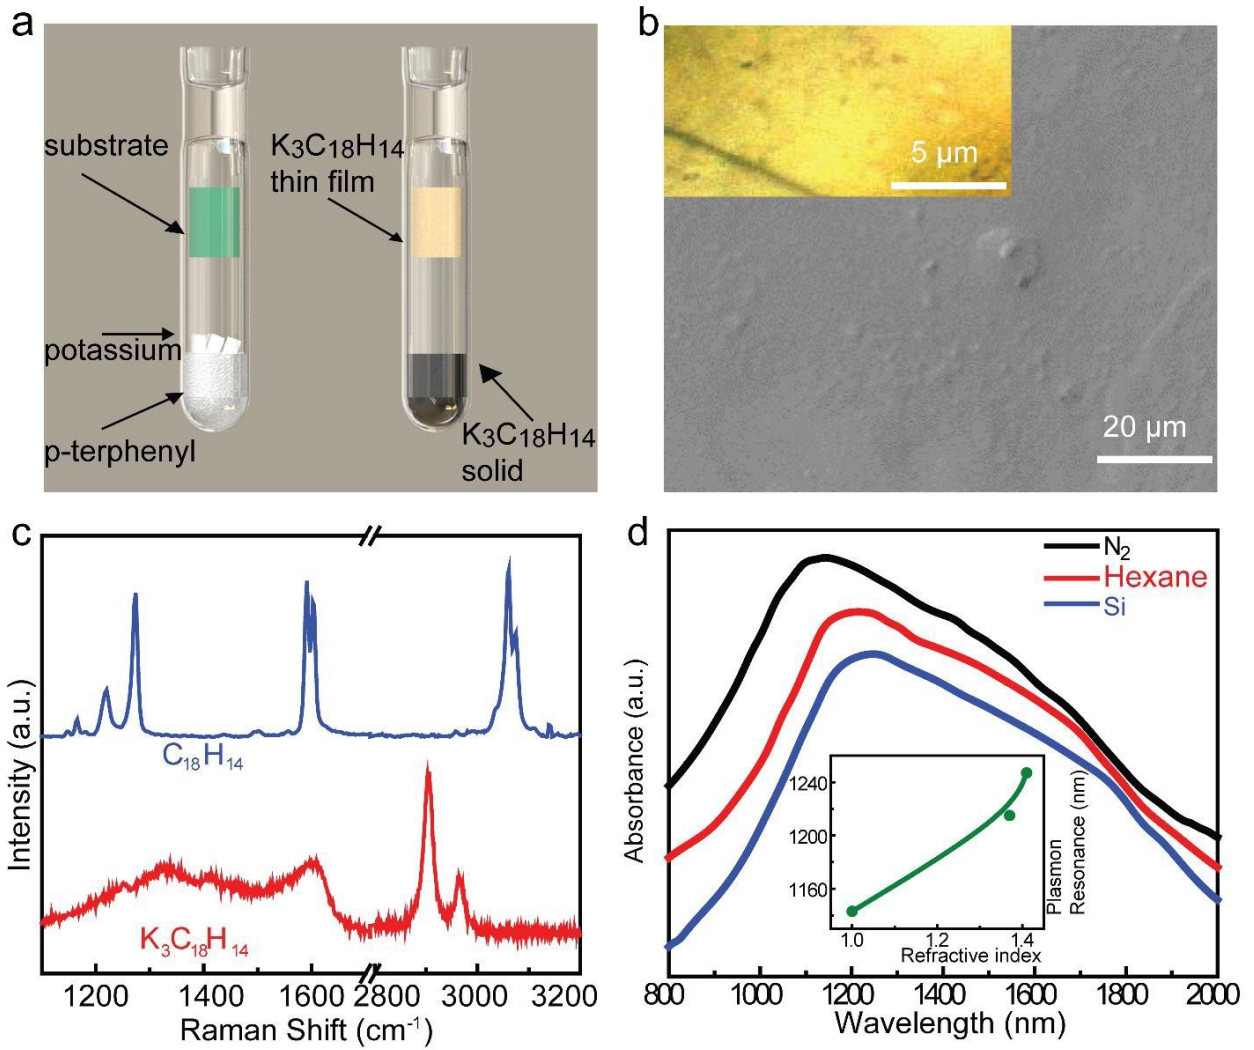 a
substrate
K₃C₁₈H₁₄
thin film
potassium
p-terphenyl
K₃C₁₈H₁₄
solid
b
5 μm
20 μm
c
C₁₈H₁₄
K₃C₁₈H₁₄
Intensity (a.u.)
1200 1400 1600 2800 3000 3200
Raman Shift (cm⁻¹)
d
N₂
Hexane
Si
Absorbance (a.u.)
1240
1200
1160
1.0 1.2 1.4
Refractive index
Plasmon
Resonance (nm)
800 1000 1200 1400 1600 1800 2000
Wavelength (nm)